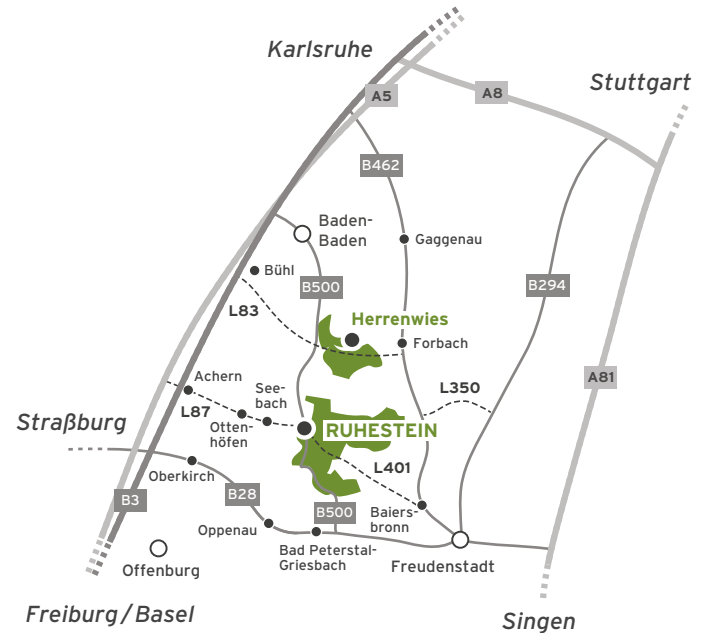 Karlsruhe
Stuttgart
A5
A8
B462
Baden-
Baden
Gaggenau
Bühl
B500
B294
L83
Herrenwies
Forbach
Achern
A81
L350
See-
bach
L87
Straßburg
Otten-
höfen
RUHESTEIN
L401
Oberkirch
B28
B3
B500
Baiers-
bronn
Oppenau
Bad Peterstal-
Griesbach
Freudenstadt
Offenburg
Freiburg / Basel
Singen